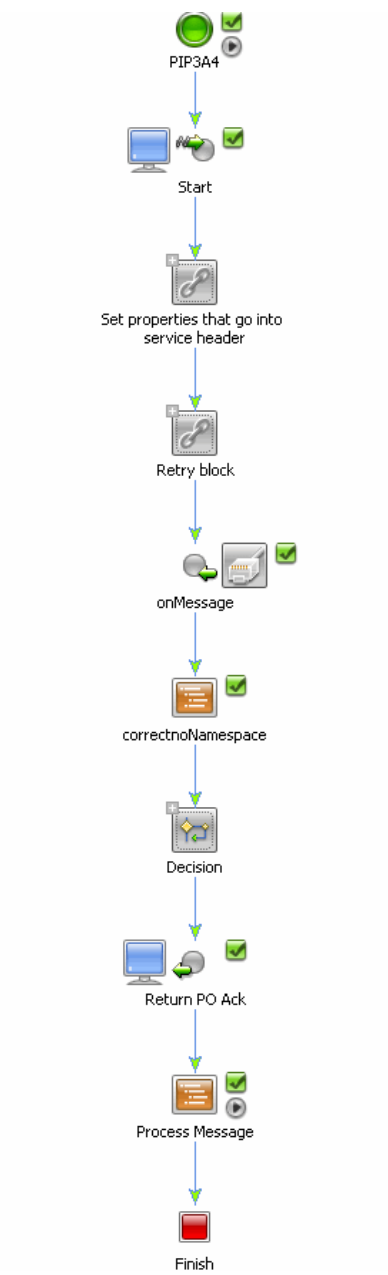 PIP3A4
Start
Set properties that go into
service header
Retry block
onMessage
correctnoNamespace
Decision
Return PO Ack
Process Message
Finish